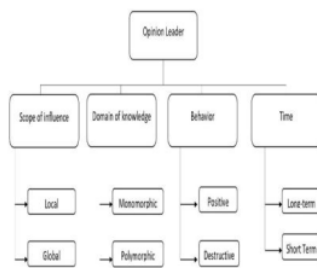 Opinion Leader
Scope of influence
Domain of knowledge
Behavior
Time
Local
Monomorphic
Positive
Long-term
Global
Polymorphic
Destructive
Short Term